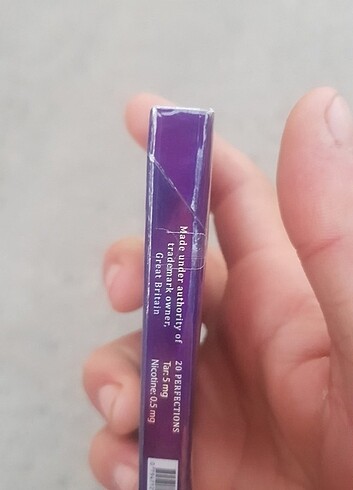 Made under authority of
trademark owner,
Great Britain
20 PERFECTIONS
Tar: 5 mg
Nicotine: 0.5 mg